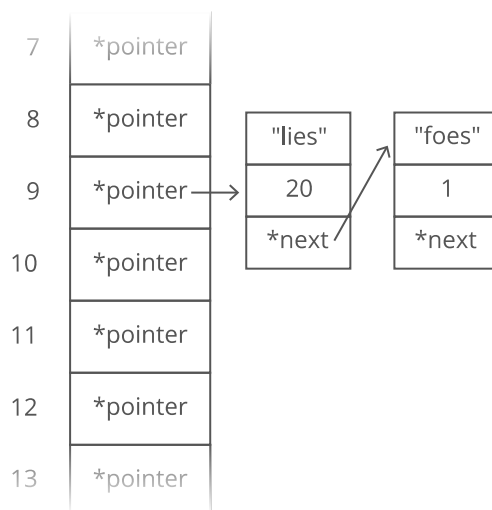 7 *pointer
8 *pointer
"lies" "foes"
9 *pointer 20 1
*next *next
10 *pointer
11 *pointer
12 *pointer
13 *pointer